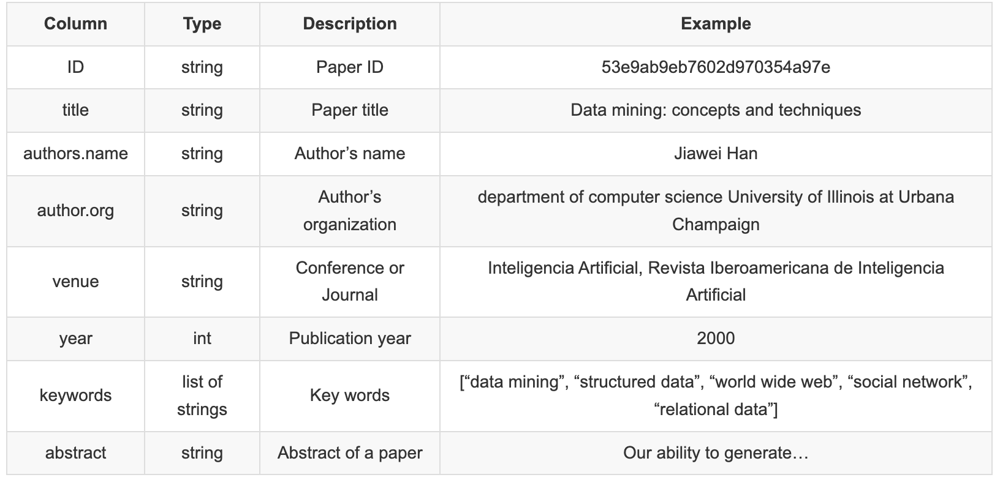 Column Type Description Example
ID string Paper ID 53e9ab9eb7602d970354a97e
title string Paper title Data mining: concepts and techniques
authors.name string Author’s name Jiawei Han
author.org string Author’s organization department of computer science University of Illinois at Urbana Champaign
venue string Conference or Journal Inteligencia Artificial, Revista Iberoamericana de Inteligencia Artificial
year int Publication year 2000
keywords list of strings Key words [“data mining”, “structured data”, “world wide web”, “social network”, “relational data”]
abstract string Abstract of a paper Our ability to generate…